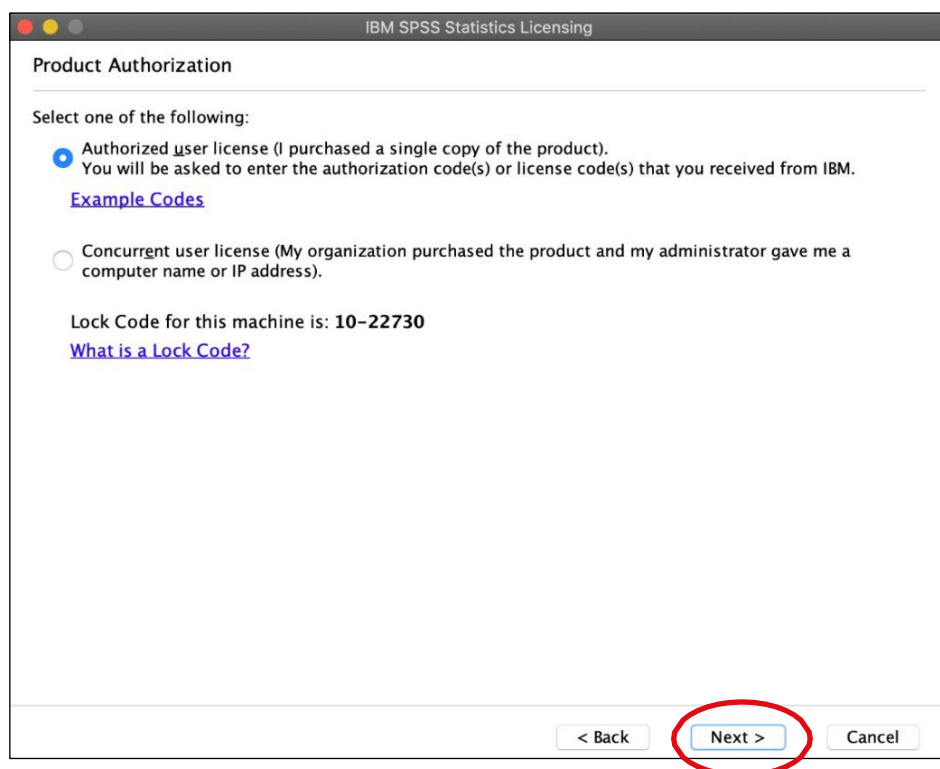 IBM SPSS Statistics Licensing
Product Authorization
Select one of the following:
Authorized user license (I purchased a single copy of the product).
You will be asked to enter the authorization code(s) or license code(s) that you received from IBM.
Example Codes
Concurrent user license (My organization purchased the product and my administrator gave me a
computer name or IP address).
Lock Code for this machine is: 10-22730
What is a Lock Code?
< Back Next > Cancel